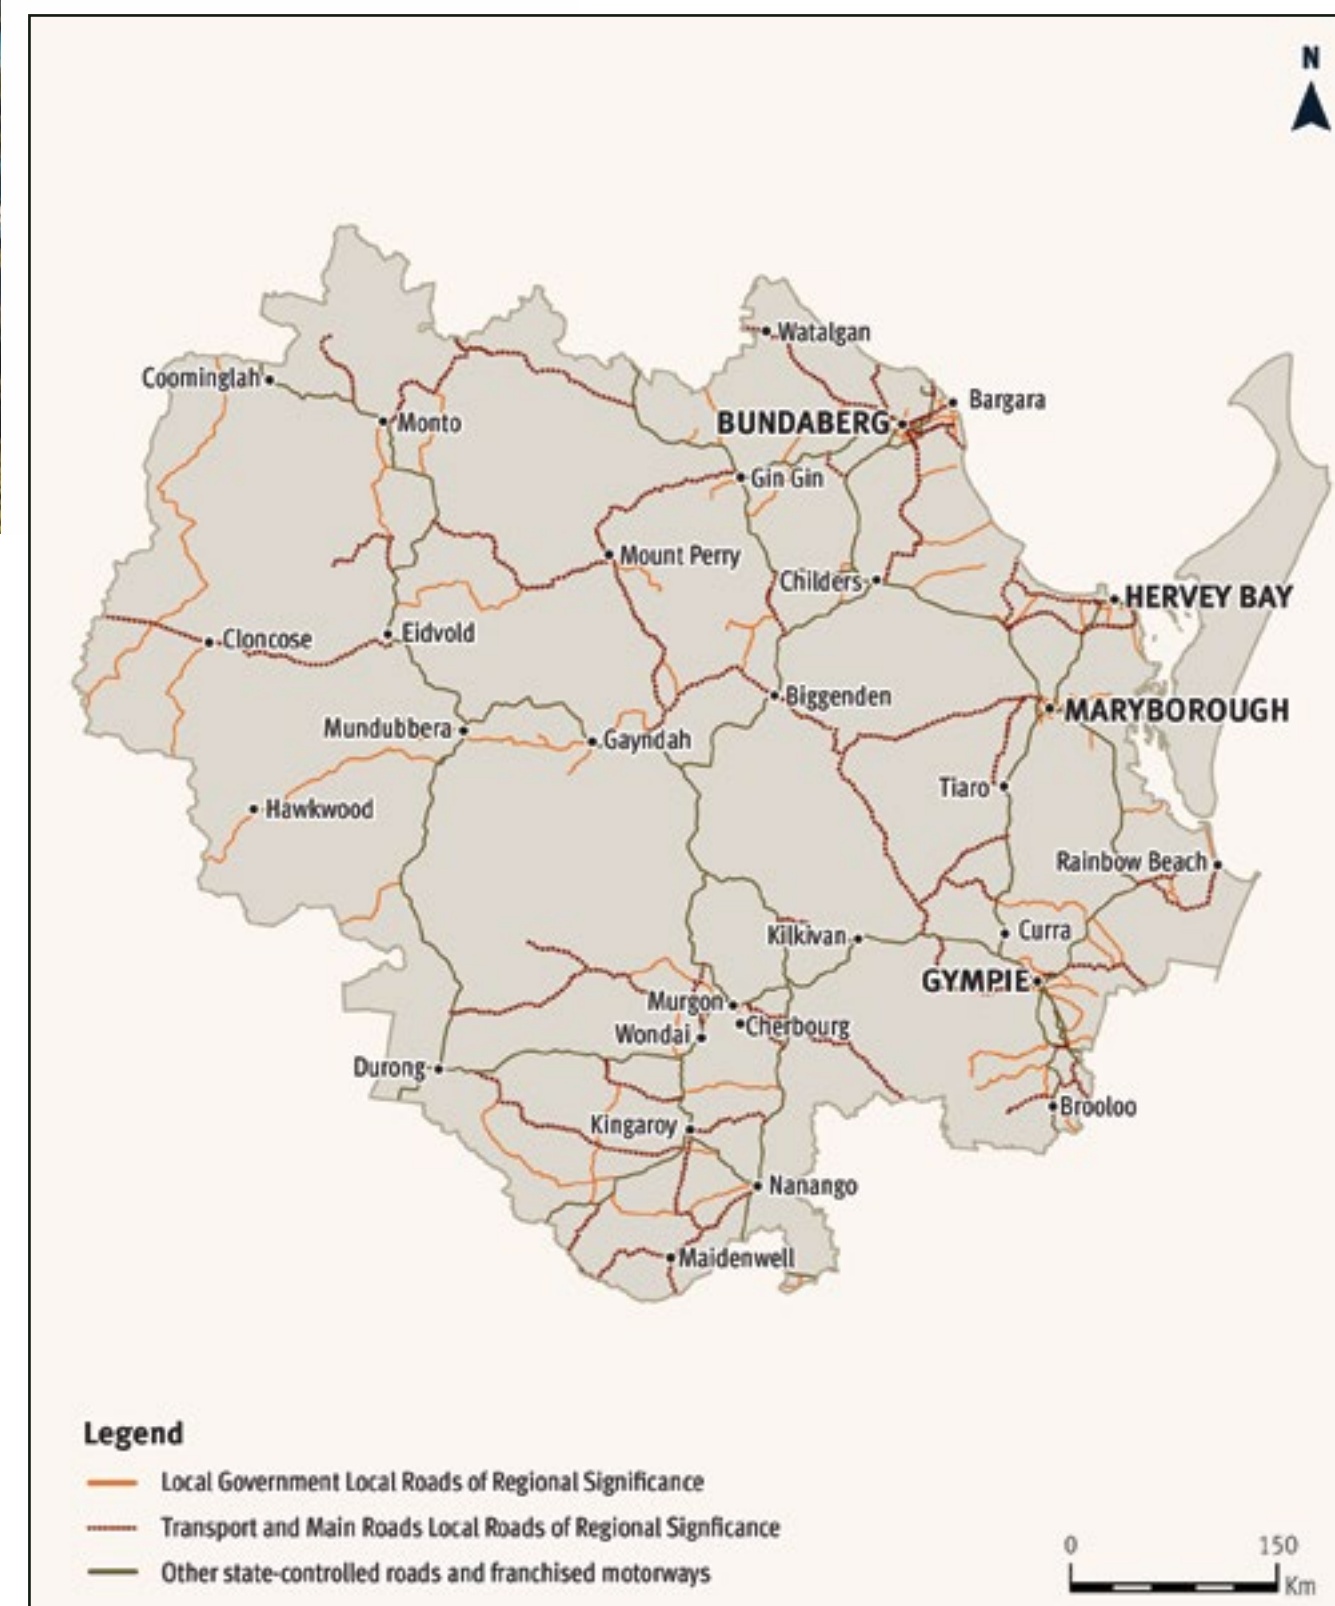 N
Watalgan
Coominglah
Bargara
Monto
BUNDABERG
Gin Gin
Mount Perry
Childers
HERVEY BAY
Cloncose
Eidvold
Biggenden
MARYBOROUGH
Mundubbera
Gayndah
Tiaro
Hawkwood
Rainbow Beach
Kilkivan
Curra
GYMPIE
Murgon
Cherbourg
Wondai
Durong
Brooloo
Kingaroy
Nanango
Maidenwell
Legend
Local Government Local Roads of Regional Significance
Transport and Main Roads Local Roads of Regional Signficance
Other state-controlled roads and franchised motorways
0 150
Km